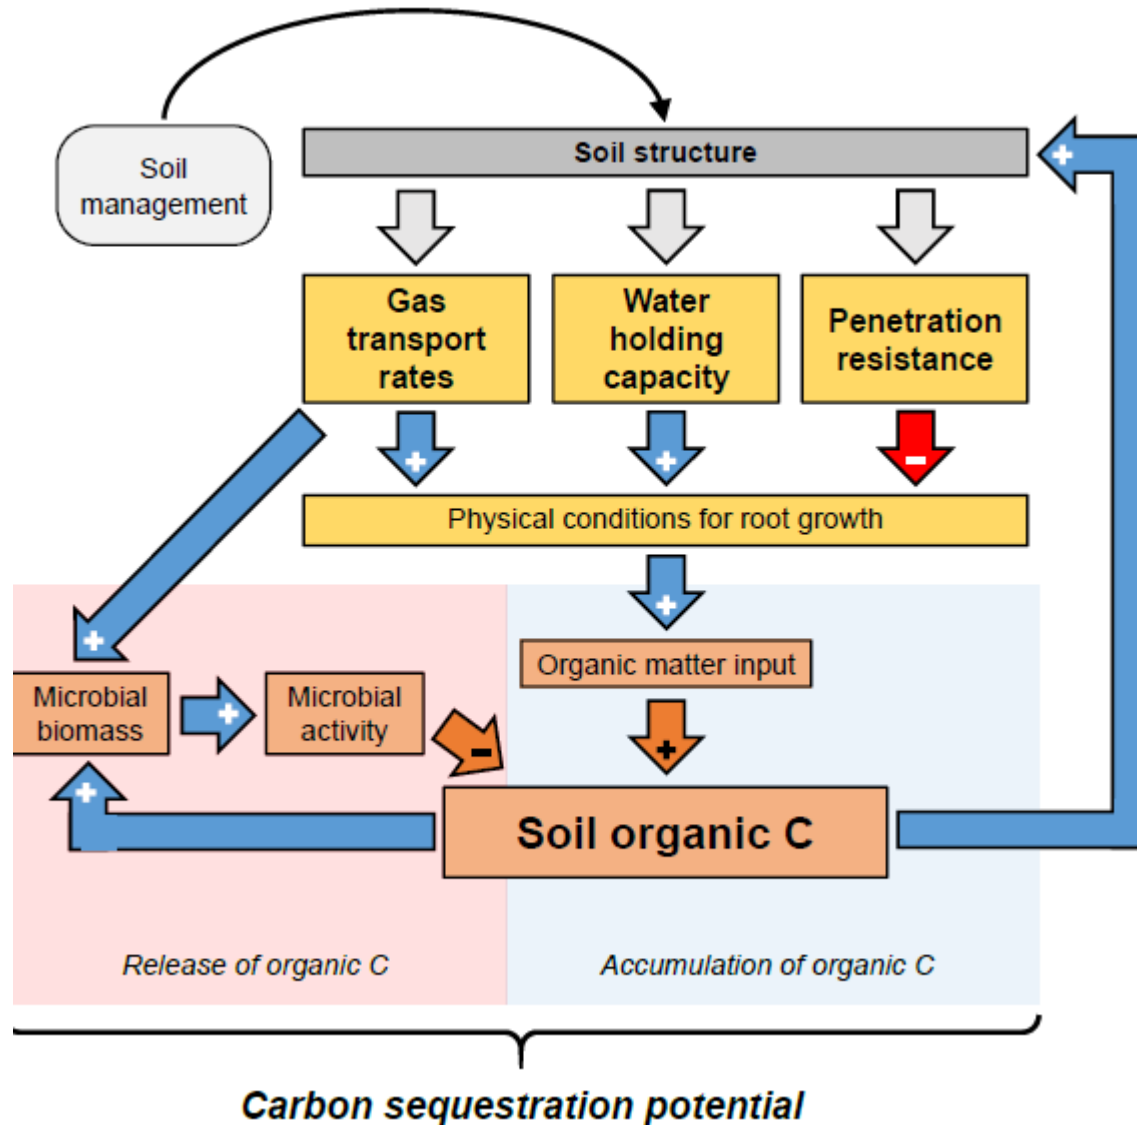 Soil
management
Soil structure
+
Gas
transport
rates
Water
holding
capacity
Penetration
resistance
+
+
-
Physical conditions for root growth
+
+
Organic matter input
Microbial
biomass
+
Microbial
activity
-
+
+
Soil organic C
Release of organic C
Accumulation of organic C
Carbon sequestration potential